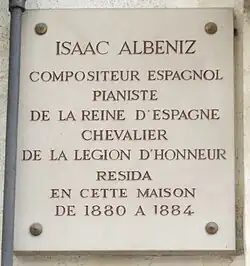 ISAAC ALBENIZ
COMPOSITEUR ESPAGNOL
PIANISTE
DE LA REINE D'ESPAGNE
CHEVALIER
DE LA LEGION D'HONNEUR
RESIDA
EN CETTE MAISON
DE 1880 A 1884